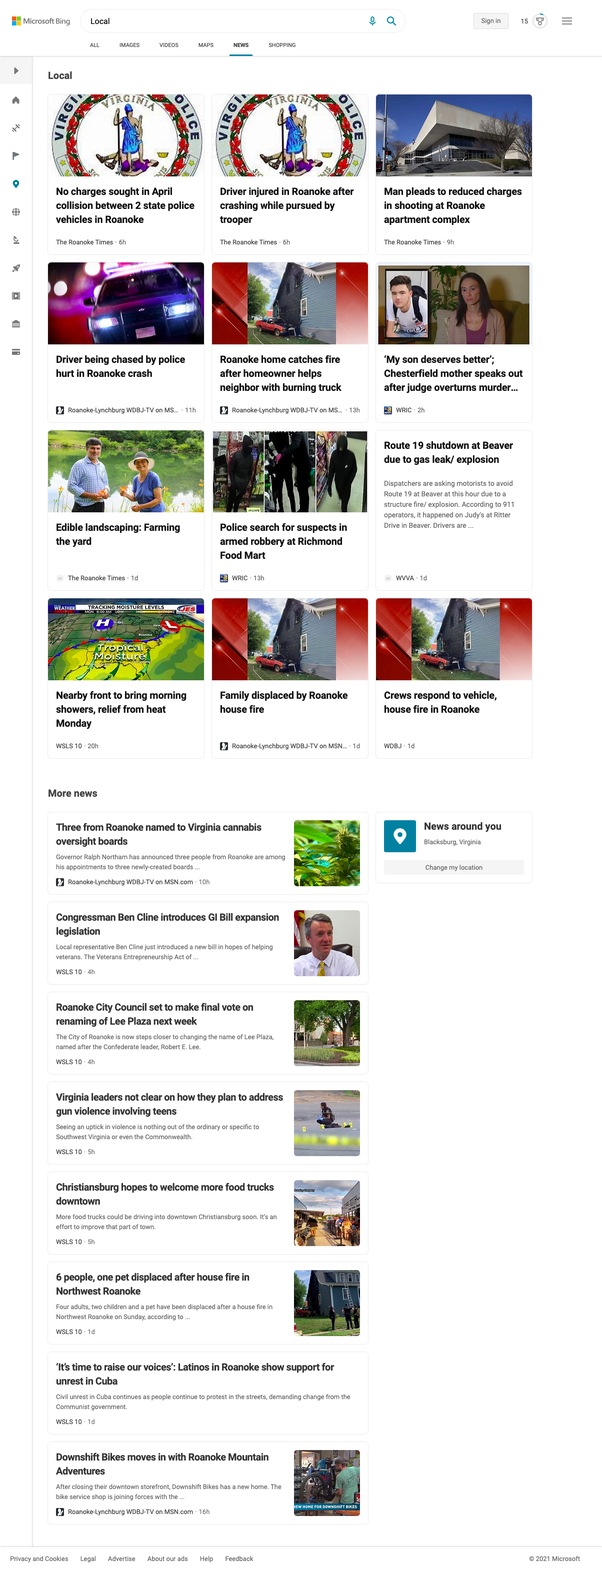 Microsoft Bing
Local
Sign in
15
ALL IMAGES VIDEOS MAPS NEWS SHOPPING
Local
No charges sought in April
collision between 2 state police
vehicles in Roanoke
The Roanoke Times · 6h
Driver injured in Roanoke after
crashing while pursued by
trooper
The Roanoke Times · 6h
Man pleads to reduced charges
in shooting at Roanoke
apartment complex
The Roanoke Times · 9h
Driver being chased by police
hurt in Roanoke crash
Roanoke-Lynchburg WDBJ-TV on MS... · 11h
Roanoke home catches fire
after homeowner helps
neighbor with burning truck
Roanoke-Lynchburg WDBJ-TV on MS... · 13h
‘My son deserves better’;
Chesterfield mother speaks out
after judge overturns murder…
WRIC · 2h
Edible landscaping: Farming
the yard
The Roanoke Times · 1d
Police search for suspects in
armed robbery at Richmond
Food Mart
WRIC · 13h
Route 19 shutdown at Beaver
due to gas leak/ explosion
Dispatchers are asking motorists to avoid
Route 19 at Beaver at this hour due to a
structure fire/ explosion. According to 911
operators, it happened on Judy's at Ritter
Drive in Beaver. Drivers are ...
WVVA · 1d
WEATHER TRACKING MOISTURE LEVELS
H
L
Tropical
Moisture
Nearby front to bring morning
showers, relief from heat
Monday
WSLS 10 · 20h
Family displaced by Roanoke
house fire
Roanoke-Lynchburg WDBJ-TV on MSN... · 1d
Crews respond to vehicle,
house fire in Roanoke
WDBJ · 1d
More news
Three from Roanoke named to Virginia cannabis
oversight boards
Governor Ralph Northam has announced three people from Roanoke are among
his appointments to three newly-created boards ...
Roanoke-Lynchburg WDBJ-TV on MSN.com · 10h
News around you
Blacksburg, Virginia
Change my location
Congressman Ben Cline introduces GI Bill expansion
legislation
Local representative Ben Cline just introduced a new bill in hopes of helping
veterans. The Veterans Entrepreneurship Act of ...
WSLS 10 · 4h
Roanoke City Council set to make final vote on
renaming of Lee Plaza next week
The City of Roanoke is now steps closer to changing the name of Lee Plaza,
named after the Confederate leader, Robert E. Lee.
WSLS 10 · 4h
Virginia leaders not clear on how they plan to address
gun violence involving teens
Seeing an uptick in violence is nothing out of the ordinary or specific to
Southwest Virginia or even the Commonwealth.
WSLS 10 · 5h
Christiansburg hopes to welcome more food trucks
downtown
More food trucks could be driving into downtown Christiansburg soon. It's an
effort to improve that part of town.
WSLS 10 · 5h
6 people, one pet displaced after house fire in
Northwest Roanoke
Four adults, two children and a pet have been displaced after a house fire in
Northwest Roanoke on Sunday, according to ...
WSLS 10 · 1d
‘It’s time to raise our voices’: Latinos in Roanoke show support for
unrest in Cuba
Civil unrest in Cuba continues as people continue to protest in the streets, demanding change from the
Communist government.
WSLS 10 · 1d
Downshift Bikes moves in with Roanoke Mountain
Adventures
After closing their downtown storefront, Downshift Bikes has a new home. The
bike service shop is joining forces with the ...
Roanoke-Lynchburg WDBJ-TV on MSN.com · 16h
NEW HOME FOR DOWNSHIFT BIKES
Privacy and Cookies Legal Advertise About our ads Help Feedback © 2021 Microsoft